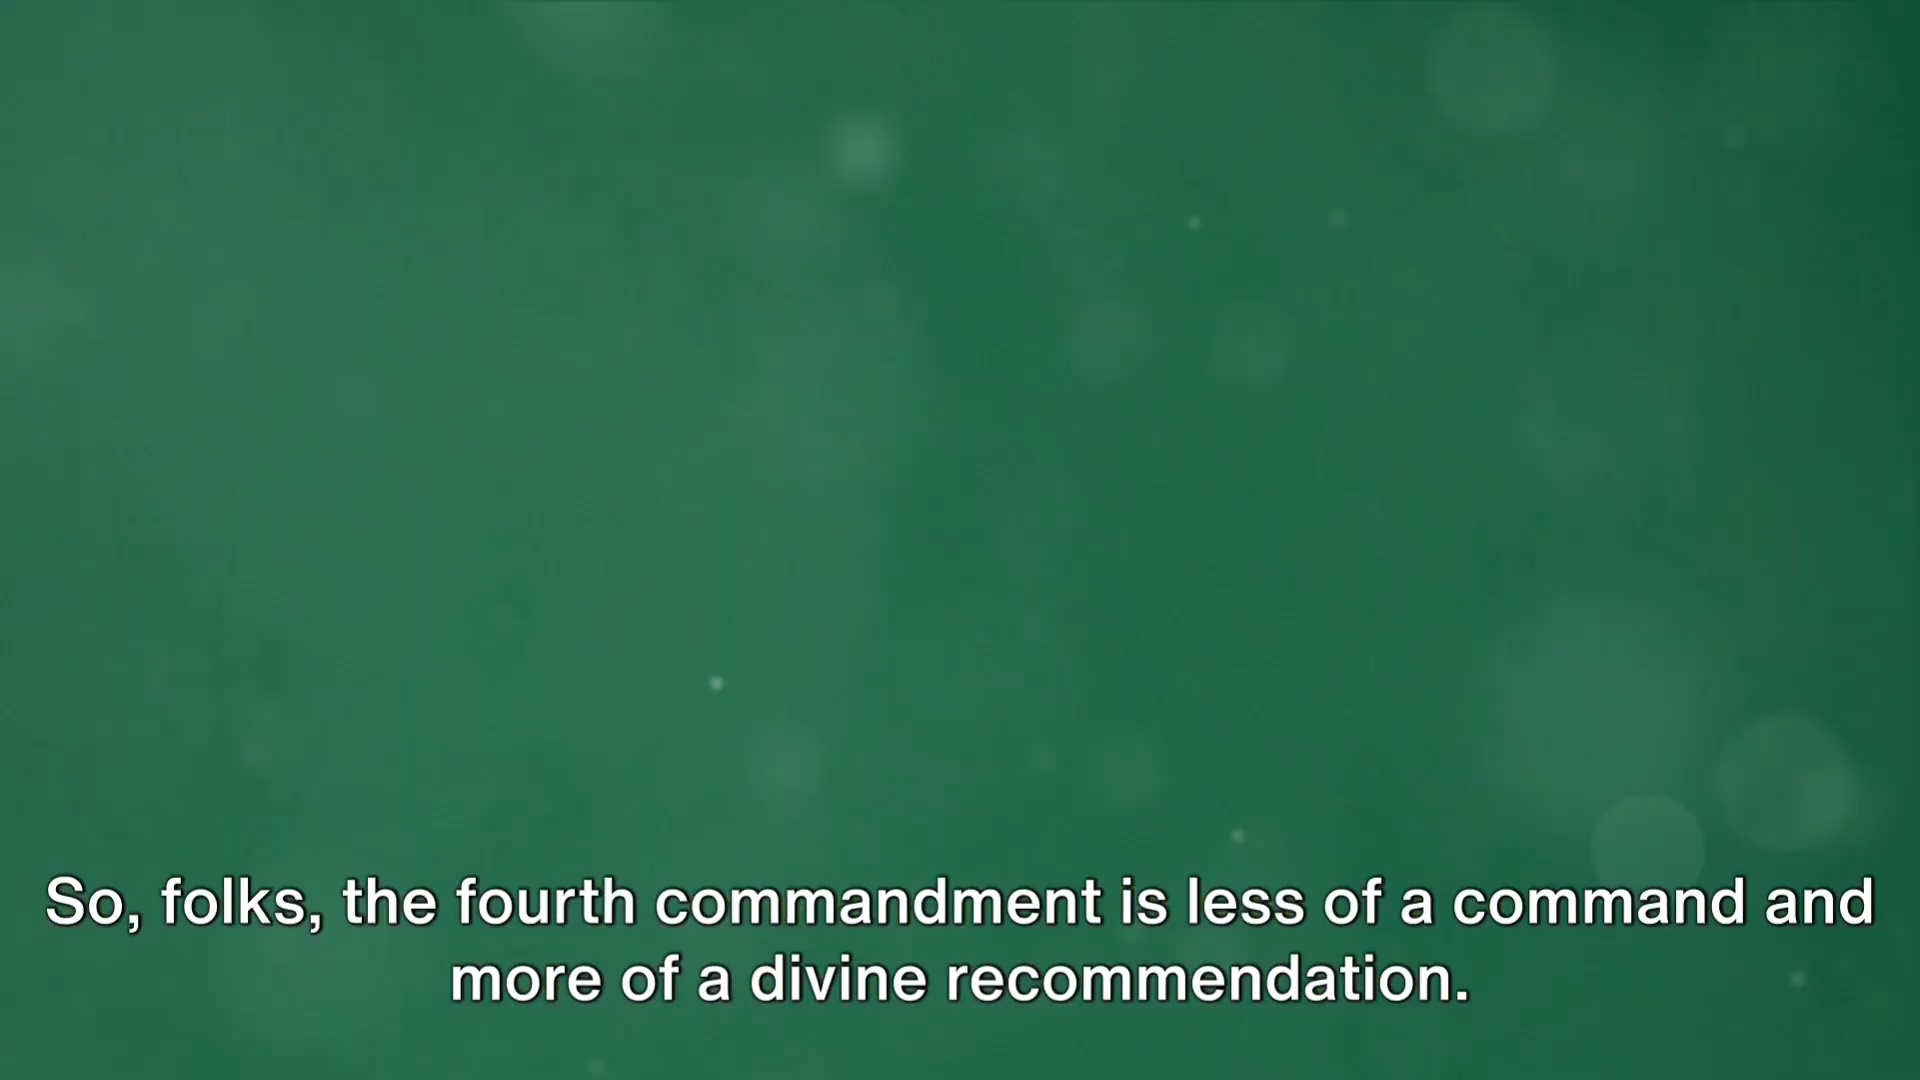 So, folks, the fourth commandment is less of a command and
more of a divine recommendation.